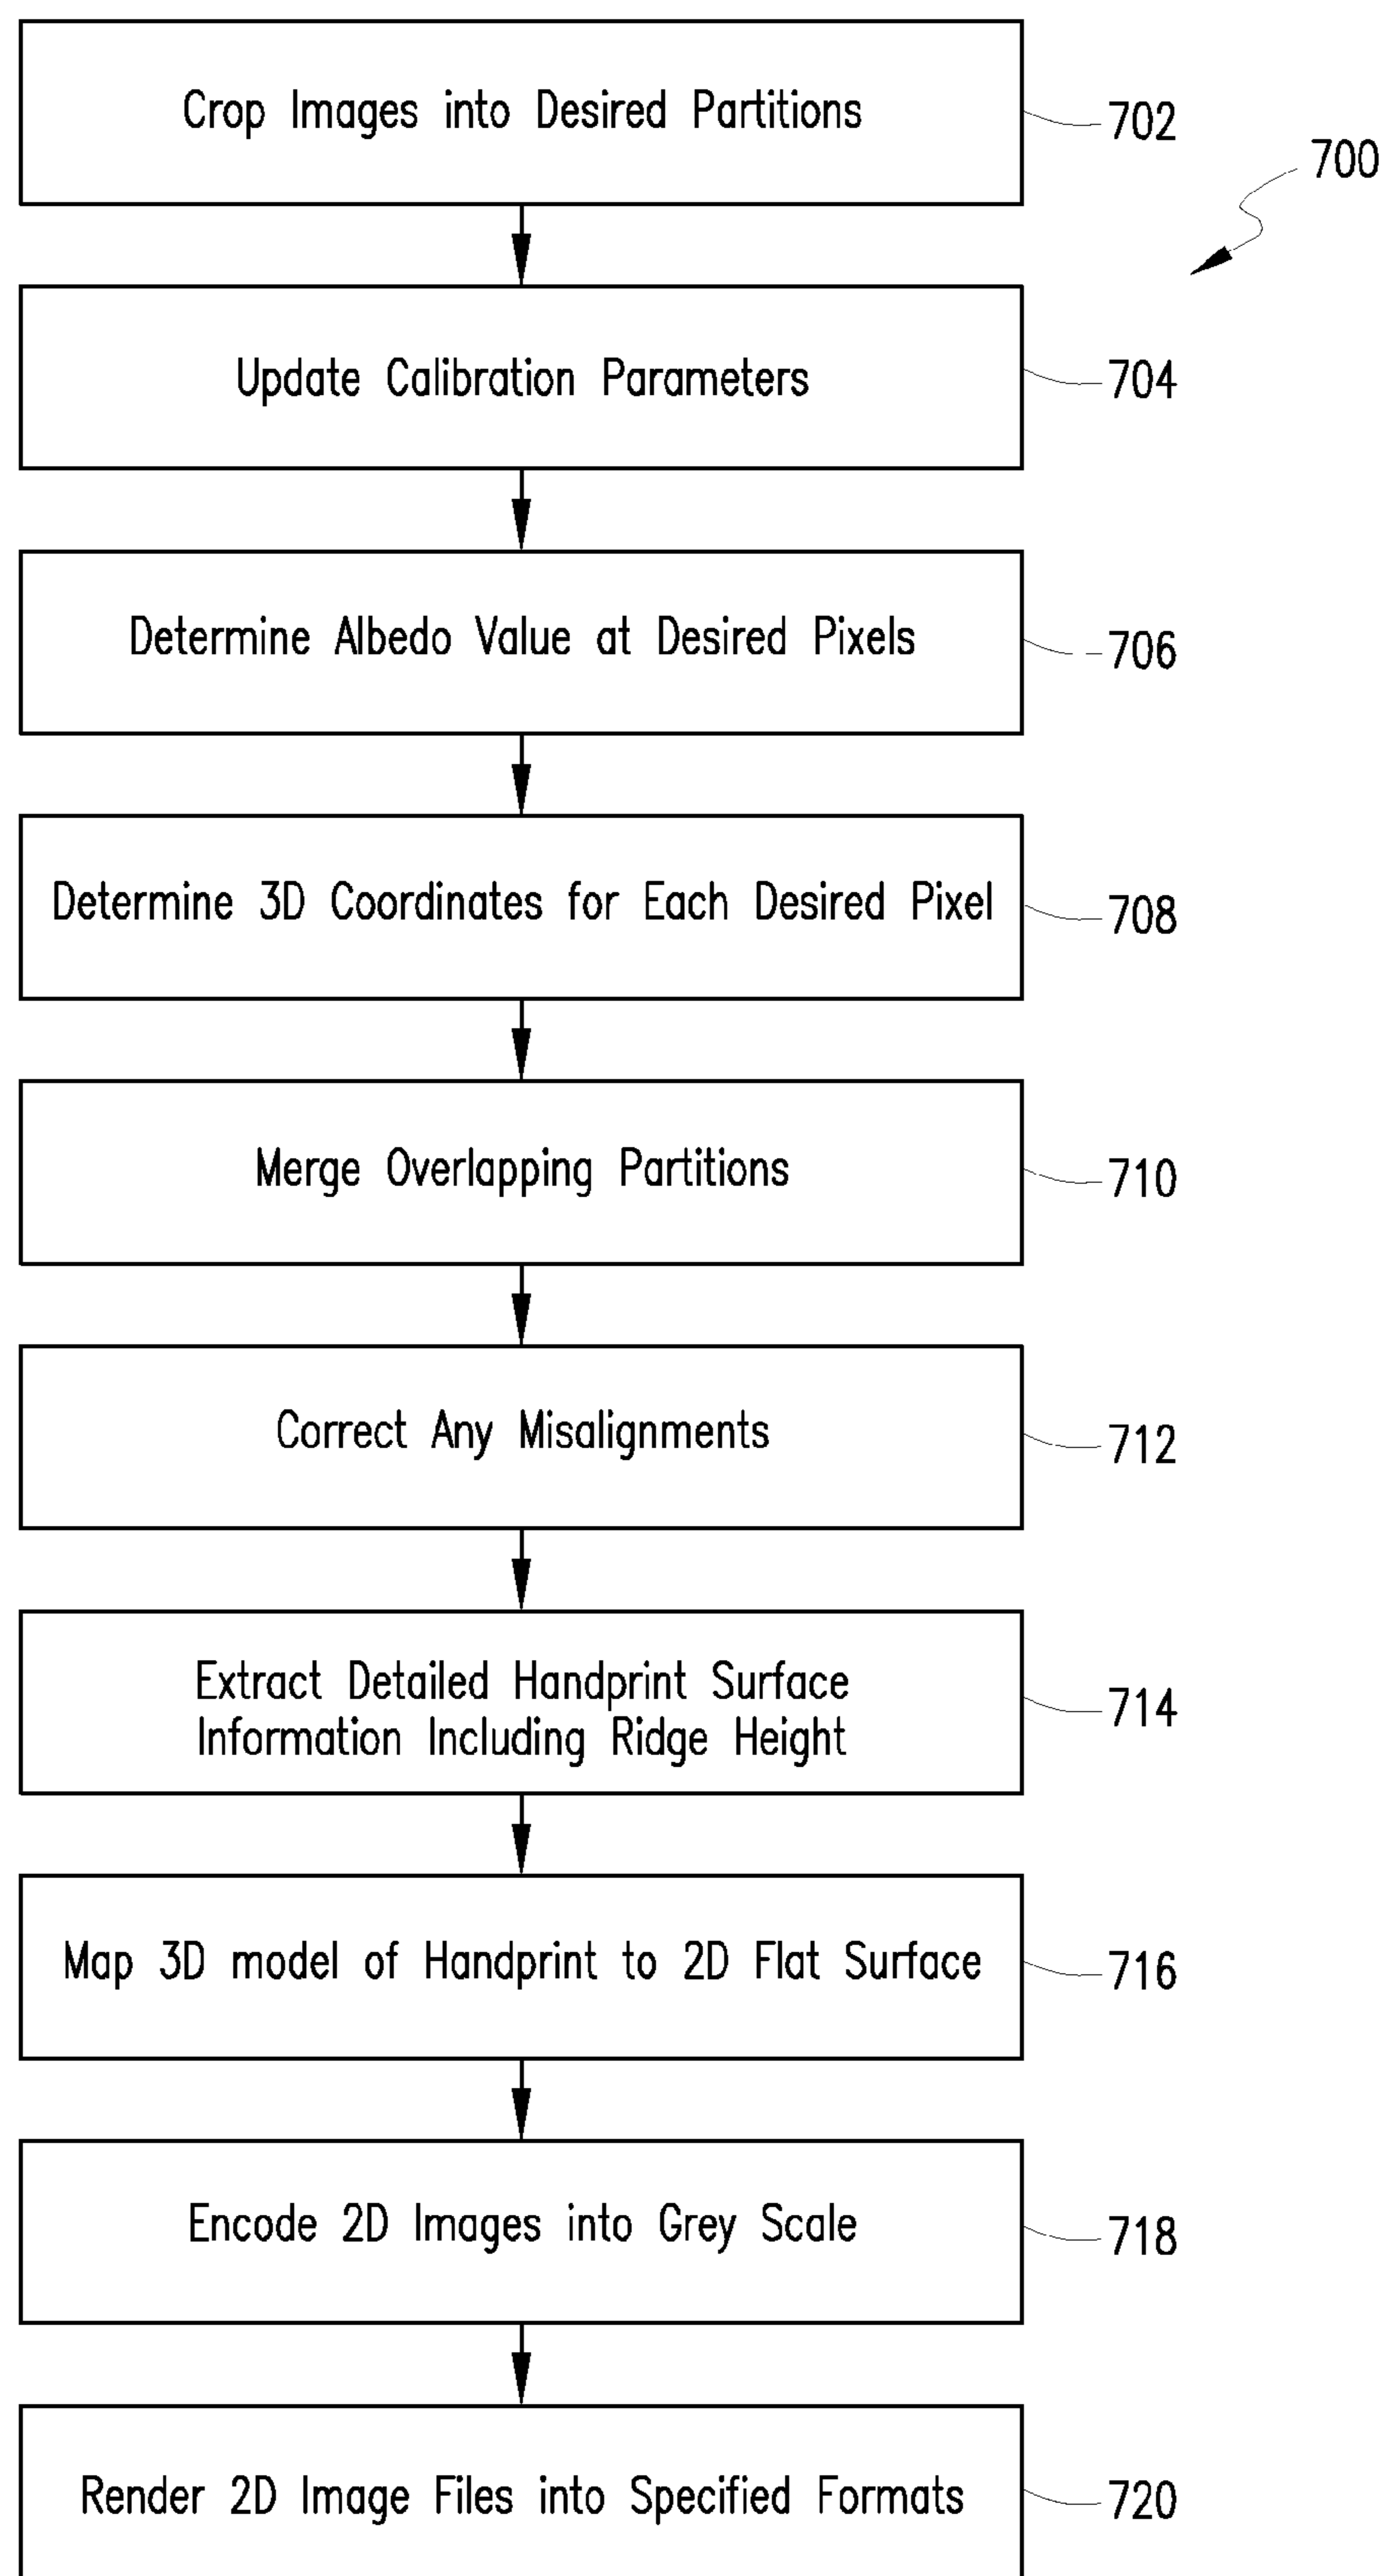 Crop Images into Desired Partitions
702
700
Update Calibration Parameters
704
Determine Albedo Value at Desired Pixels
706
Determine 3D Coordinates for Each Desired Pixel
708
Merge Overlapping Partitions
710
Correct Any Misalignments
712
Extract Detailed Handprint Surface
Information Including Ridge Height
714
Map 3D model of Handprint to 2D Flat Surface
716
Encode 2D Images into Grey Scale
718
Render 2D Image Files into Specified Formats
720